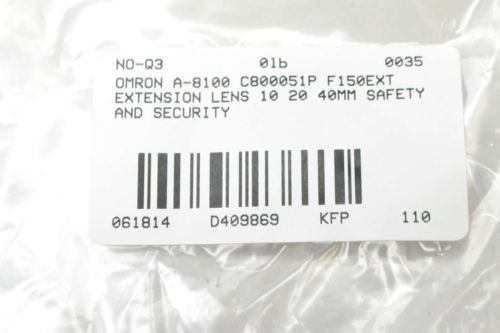 NO-Q3 01b 0035
OMRON A-8100 C800051P F150EXT
EXTENSION LENS 10 20 40MM SAFETY
AND SECURITY
061814 D409869 KFP 110